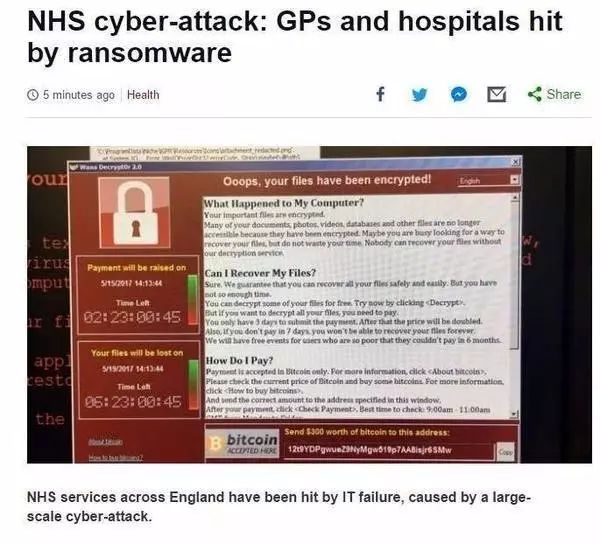 NHS cyber-attack: GPs and hospitals hit
by ransomware
5 minutes ago Health
Share
Wana Decrypt0r 2.0
Ooops, your files have been encrypted!
English
What Happened to My Computer?
Your important files are encrypted.
Many of your documents, photos, videos, databases and other files are no longer
accessible because they have been encrypted. Maybe you are busy looking for a way to
recover your files, but do not waste your time. Nobody can recover your files without
our decryption service.
Can I Recover My Files?
Sure. We guarantee that you can recover all your files safely and easily. But you have
not so enough time.
You can decrypt some of your files for free. Try now by clicking <Decrypt>.
But if you want to decrypt all your files, you need to pay.
You only have 3 days to submit the payment. After that the price will be doubled.
Also, if you don't pay in 7 days, you won't be able to recover your files forever.
We will have free events for users who are so poor that they couldn't pay in 6 months.
How Do I Pay?
Payment is accepted in Bitcoin only. For more information, click <About bitcoin>.
Please check the current price of Bitcoin and buy some bitcoins. For more information,
click <How to buy bitcoins>.
And send the correct amount to the address specified in this window.
After your payment, click <Check Payment>. Best time to check: 9:00am - 11:00am
Payment will be raised on
5/15/2017 14:13:44
Time Left
02:23:00:45
Your files will be lost on
5/19/2017 14:13:44
Time Left
06:23:00:45
About bitcoin
How to buy bitcoins?
bitcoin
ACCEPTED HERE
Send $300 worth of bitcoin to this address:
Copy
our
tex
irus
omput
ur fi
appl
resto
the
w,
d
NHS services across England have been hit by IT failure, caused by a large-
scale cyber-attack.